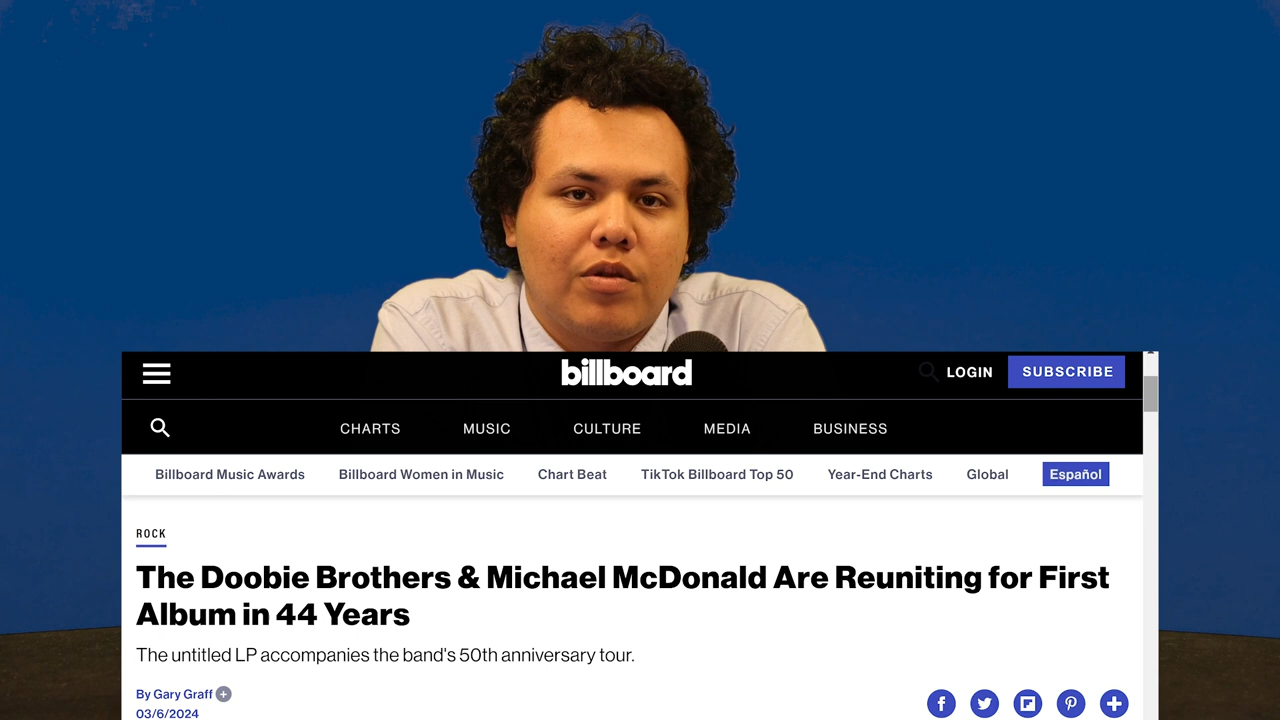 billboard
LOGIN
SUBSCRIBE
CHARTS MUSIC CULTURE MEDIA BUSINESS
Billboard Music Awards Billboard Women in Music Chart Beat TikTok Billboard Top 50 Year-End Charts Global Español
ROCK
The Doobie Brothers & Michael McDonald Are Reuniting for First
Album in 44 Years
The untitled LP accompanies the band's 50th anniversary tour.
By Gary Graff
03/6/2024